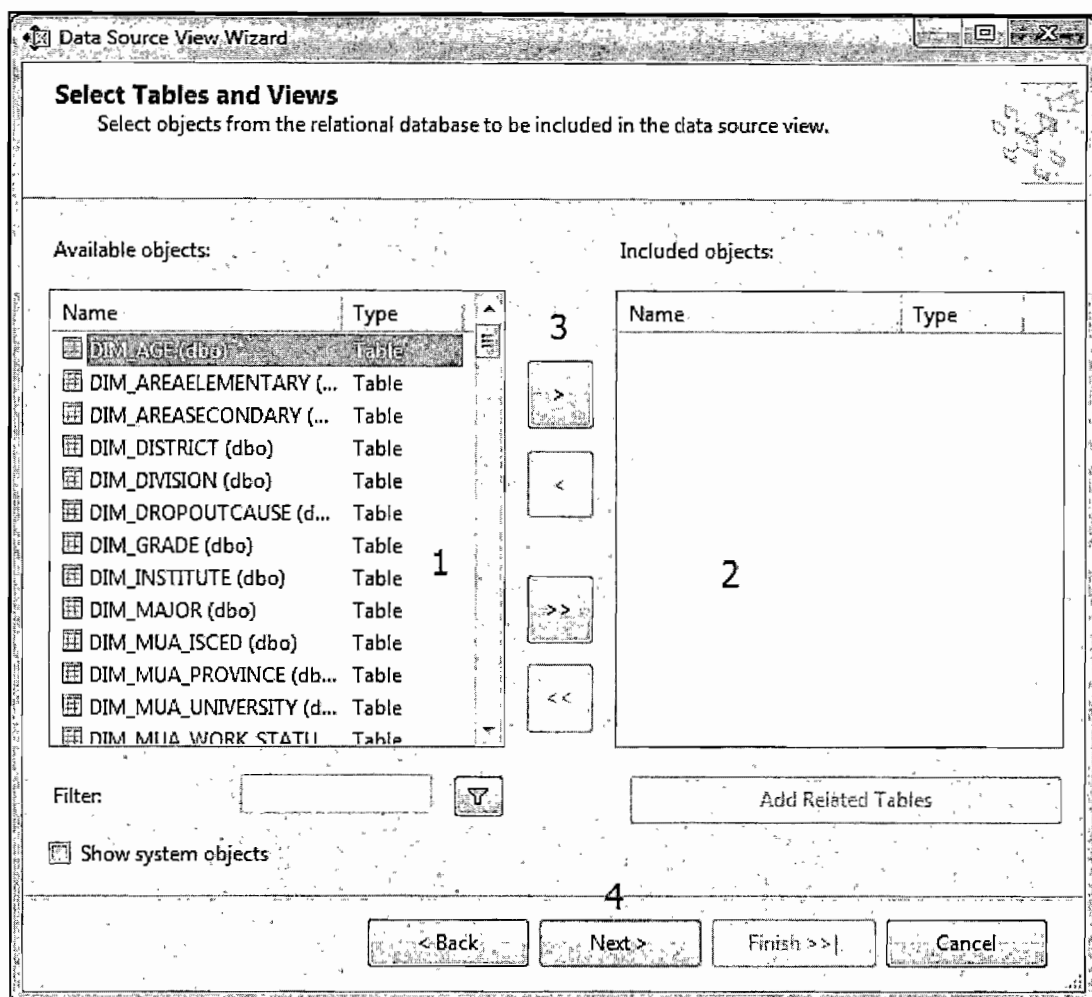 Data Source View Wizard
Select Tables and Views
Select objects from the relational database to be included in the data source view.
Available objects:
Included objects:
Name Type
DIM_AGE (dbo) Table
DIM_AREAELEMENTARY (... Table
DIM_AREASECONDARY (... Table
DIM_DISTRICT (dbo) Table
DIM_DIVISION (dbo) Table
DIM_DROPOUTCAUSE (d... Table
DIM_GRADE (dbo) Table
DIM_INSTITUTE (dbo) Table
DIM_MAJOR (dbo) Table
DIM_MUA_ISCED (dbo) Table
DIM_MUA_PROVINCE (db... Table
DIM_MUA_UNIVERSITY (d... Table
DIM_MUA_WORK_STATU Table
1
3
>
<
>>
<<
Name Type
2
Filter:
Add Related Tables
Show system objects
4
< Back
Next >
Finish >>|
Cancel